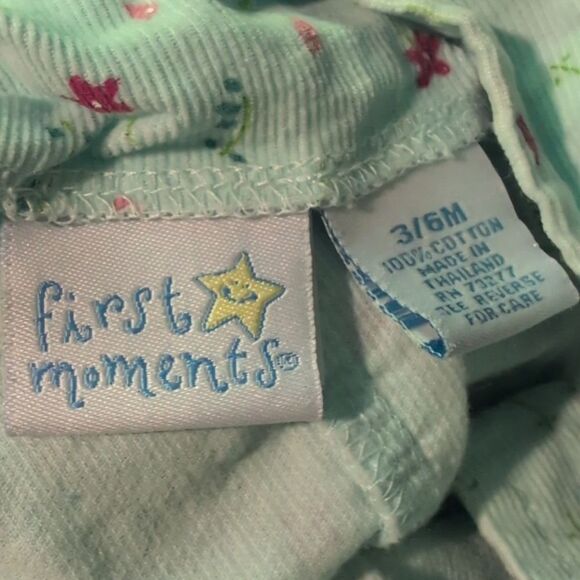 first
moments®
3/6M
100% COTTON
MADE IN
THAILAND
RN 73277
SEE REVERSE
FOR CARE